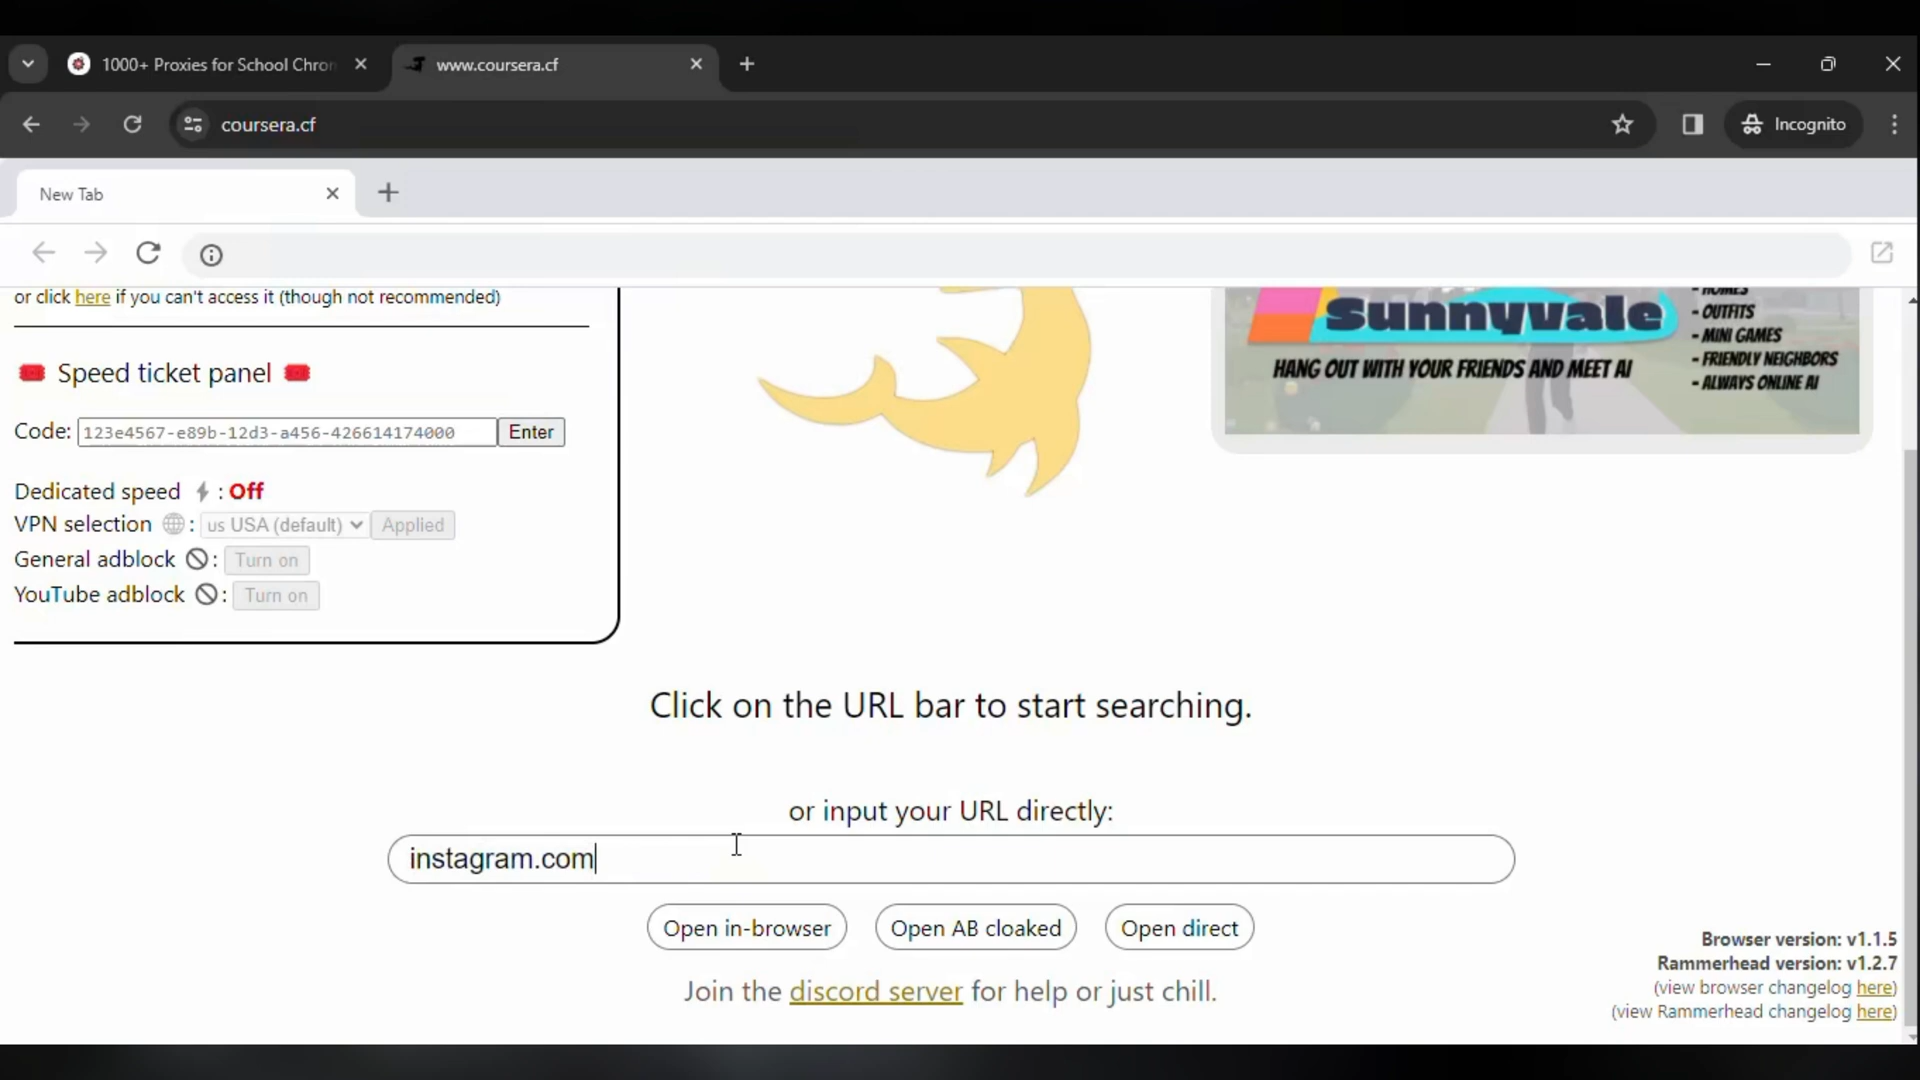 1000+ Proxies for School Chron
www.coursera.cf
coursera.cf
Incognito
New Tab
or click here if you can't access it (though not recommended)
Speed ticket panel
Code: 123e4567-e89b-12d3-a456-426614174000 Enter
Dedicated speed : Off
VPN selection : us USA (default) Applied
General adblock : Turn on
YouTube adblock : Turn on
Sunnyvale
HANG OUT WITH YOUR FRIENDS AND MEET AI
- HOMES
- OUTFITS
- MINI GAMES
- FRIENDLY NEIGHBORS
- ALWAYS ONLINE AI
Click on the URL bar to start searching.
or input your URL directly:
instagram.com
Open in-browser
Open AB cloaked
Open direct
Join the discord server for help or just chill.
Browser version: v1.1.5
Rammerhead version: v1.2.7
(view browser changelog here)
(view Rammerhead changelog here)